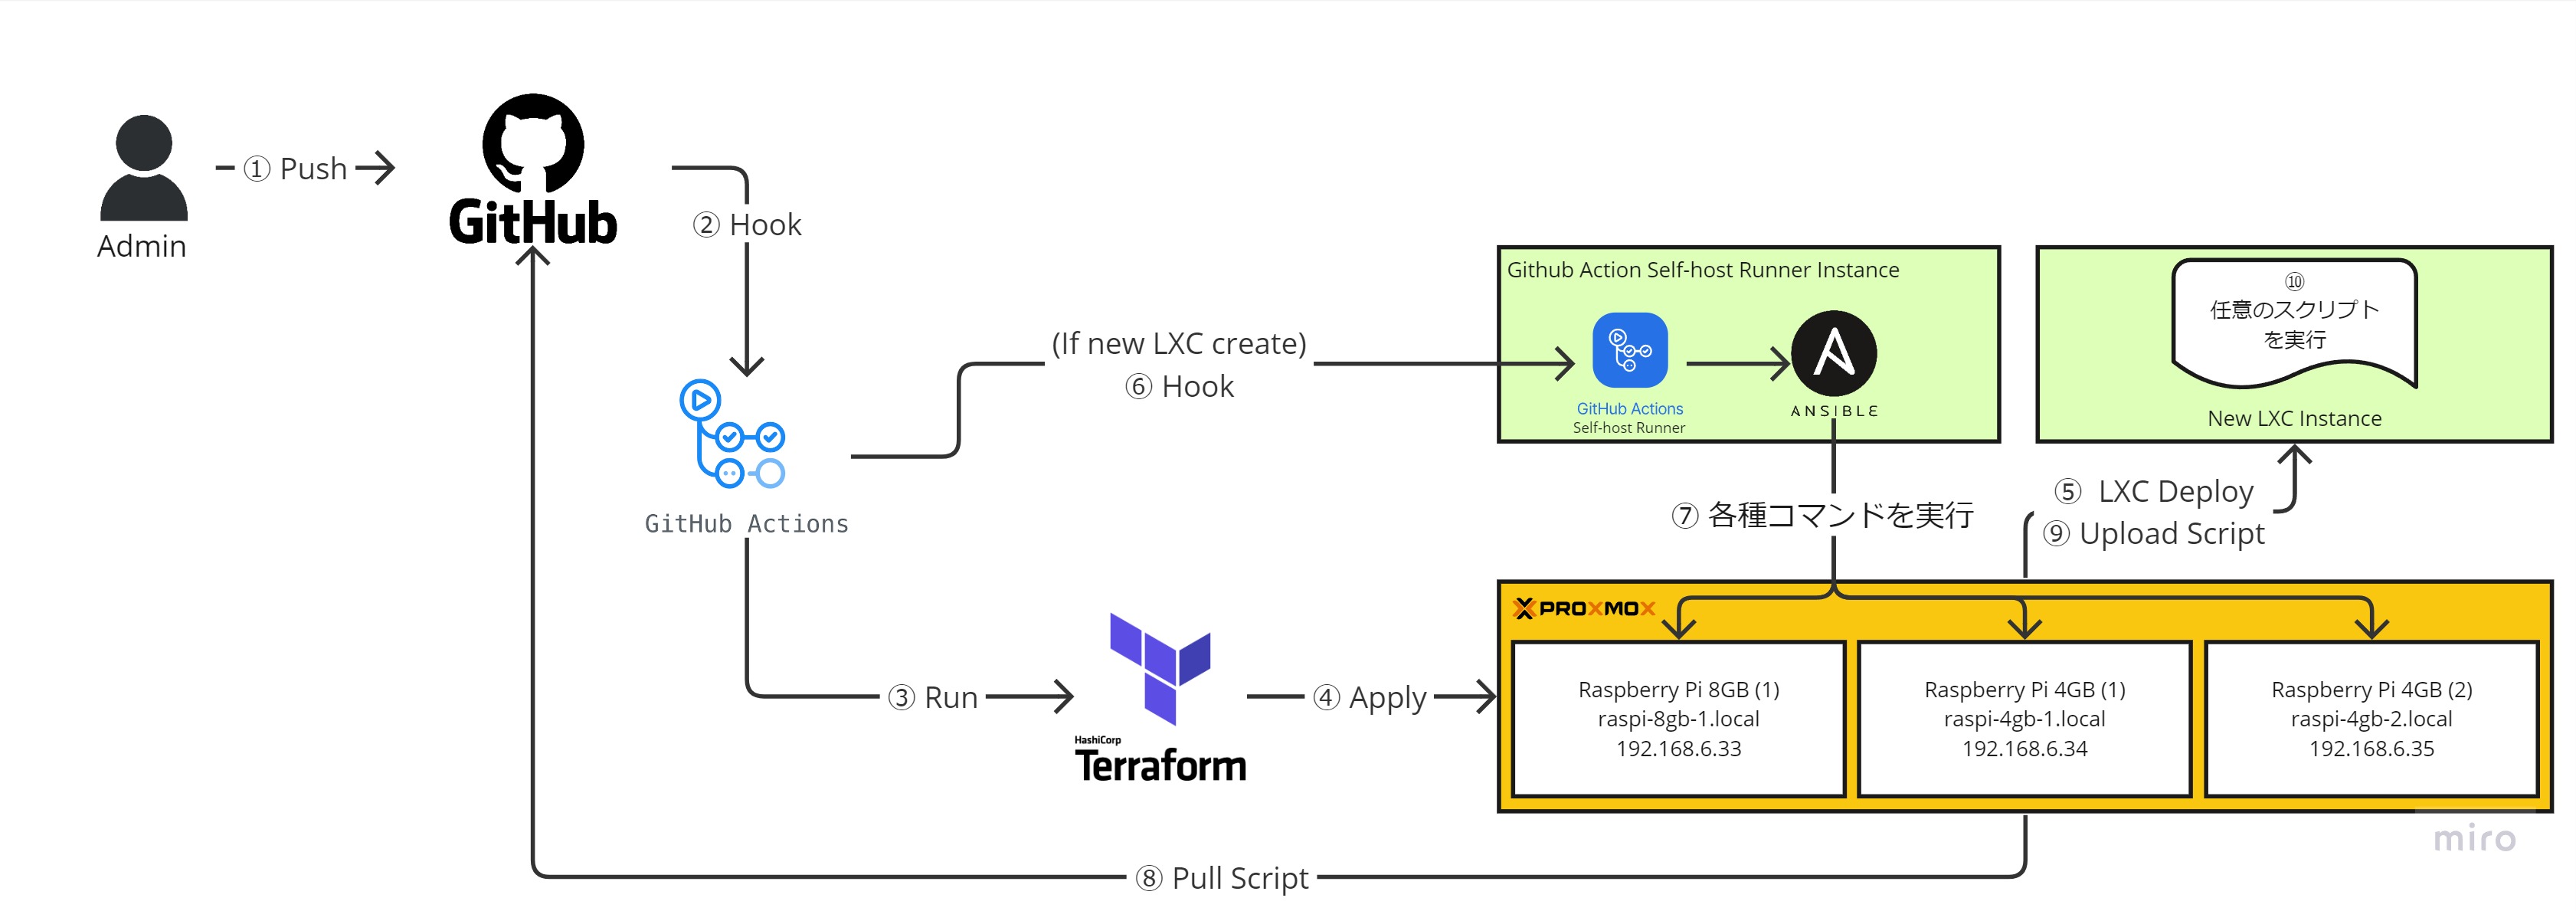 ① Push
GitHub
Admin
② Hook
Github Action Self-host Runner Instance
⑩
任意のスクリプト
を実行
(If new LXC create)
⑥ Hook
GitHub Actions
Self-host Runner
ANSIBLE
New LXC Instance
GitHub Actions
⑦ 各種コマンドを実行
⑤ LXC Deploy
⑨ Upload Script
PROXMOX
③ Run
HashiCorp
Terraform
④ Apply
Raspberry Pi 8GB (1)
raspi-8gb-1.local
192.168.6.33
Raspberry Pi 4GB (1)
raspi-4gb-1.local
192.168.6.34
Raspberry Pi 4GB (2)
raspi-4gb-2.local
192.168.6.35
miro
⑧ Pull Script